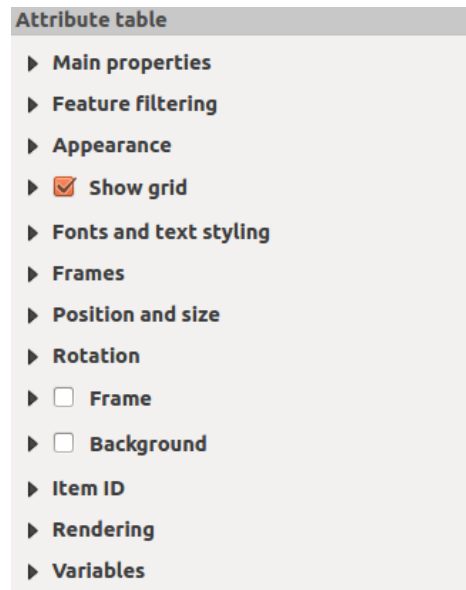 Attribute table
Main properties
Feature filtering
Appearance
Show grid
Fonts and text styling
Frames
Position and size
Rotation
Frame
Background
Item ID
Rendering
Variables